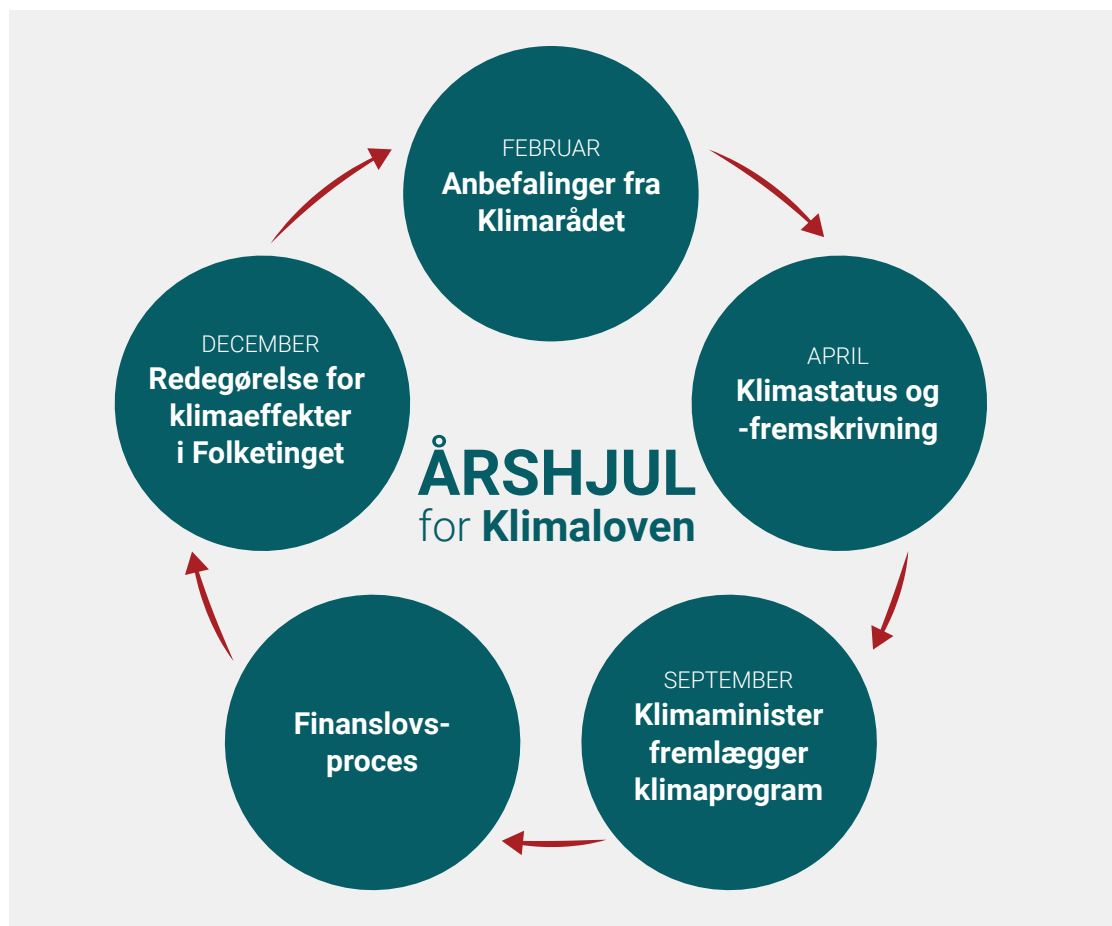 FEBRUAR
Anbefalinger fra
Klimarådet
APRIL
Klimastatus og
-fremskrivning
SEPTEMBER
Klimaminister
fremlægger
klimaprogram
Finanslovs-
proces
DECEMBER
Redegørelse for
klimaeffekter
i Folketinget
ÅRSHJUL
for Klimaloven